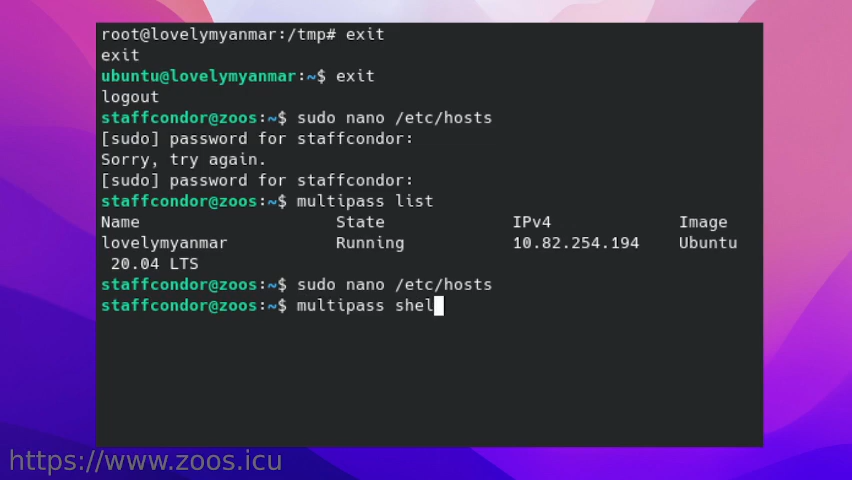 root@lovelymyanmar:/tmp# exit
exit
ubuntu@lovelymyanmar:~$ exit
logout
staffcondor@zoos:~$ sudo nano /etc/hosts
[sudo] password for staffcondor:
Sorry, try again.
[sudo] password for staffcondor:
staffcondor@zoos:~$ multipass list
Name State IPv4 Image
lovelymyanmar Running 10.82.254.194 Ubuntu
20.04 LTS
staffcondor@zoos:~$ sudo nano /etc/hosts
staffcondor@zoos:~$ multipass shel
https://www.zoos.icu